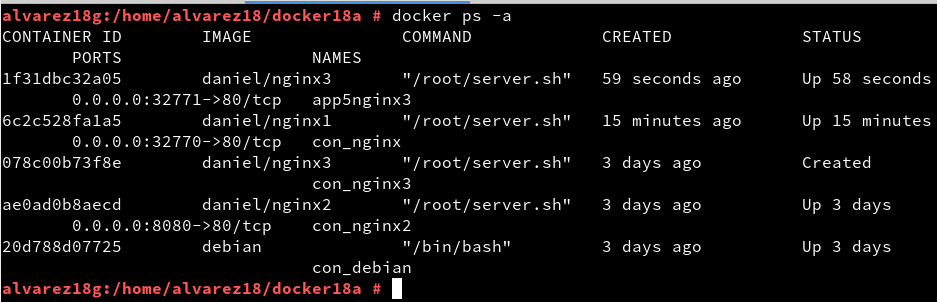 alvarez18g:/home/alvarez18/docker18a # docker ps -a
CONTAINER ID        IMAGE               COMMAND             CREATED             STATUS
       PORTS                   NAMES
1f31dbc32a05        daniel/nginx3       "/root/server.sh"   59 seconds ago      Up 58 seconds
       0.0.0.0:32771->80/tcp   app5nginx3
6c2c528fa1a5        daniel/nginx1       "/root/server.sh"   15 minutes ago      Up 15 minutes
       0.0.0.0:32770->80/tcp   con_nginx
078c00b73f8e        daniel/nginx3       "/root/server.sh"   3 days ago          Created
                               con_nginx3
ae0ad0b8aecd        daniel/nginx2       "/root/server.sh"   3 days ago          Up 3 days
       0.0.0.0:8080->80/tcp    con_nginx2
20d788d07725        debian              "/bin/bash"         3 days ago          Up 3 days
                               con_debian
alvarez18g:/home/alvarez18/docker18a #